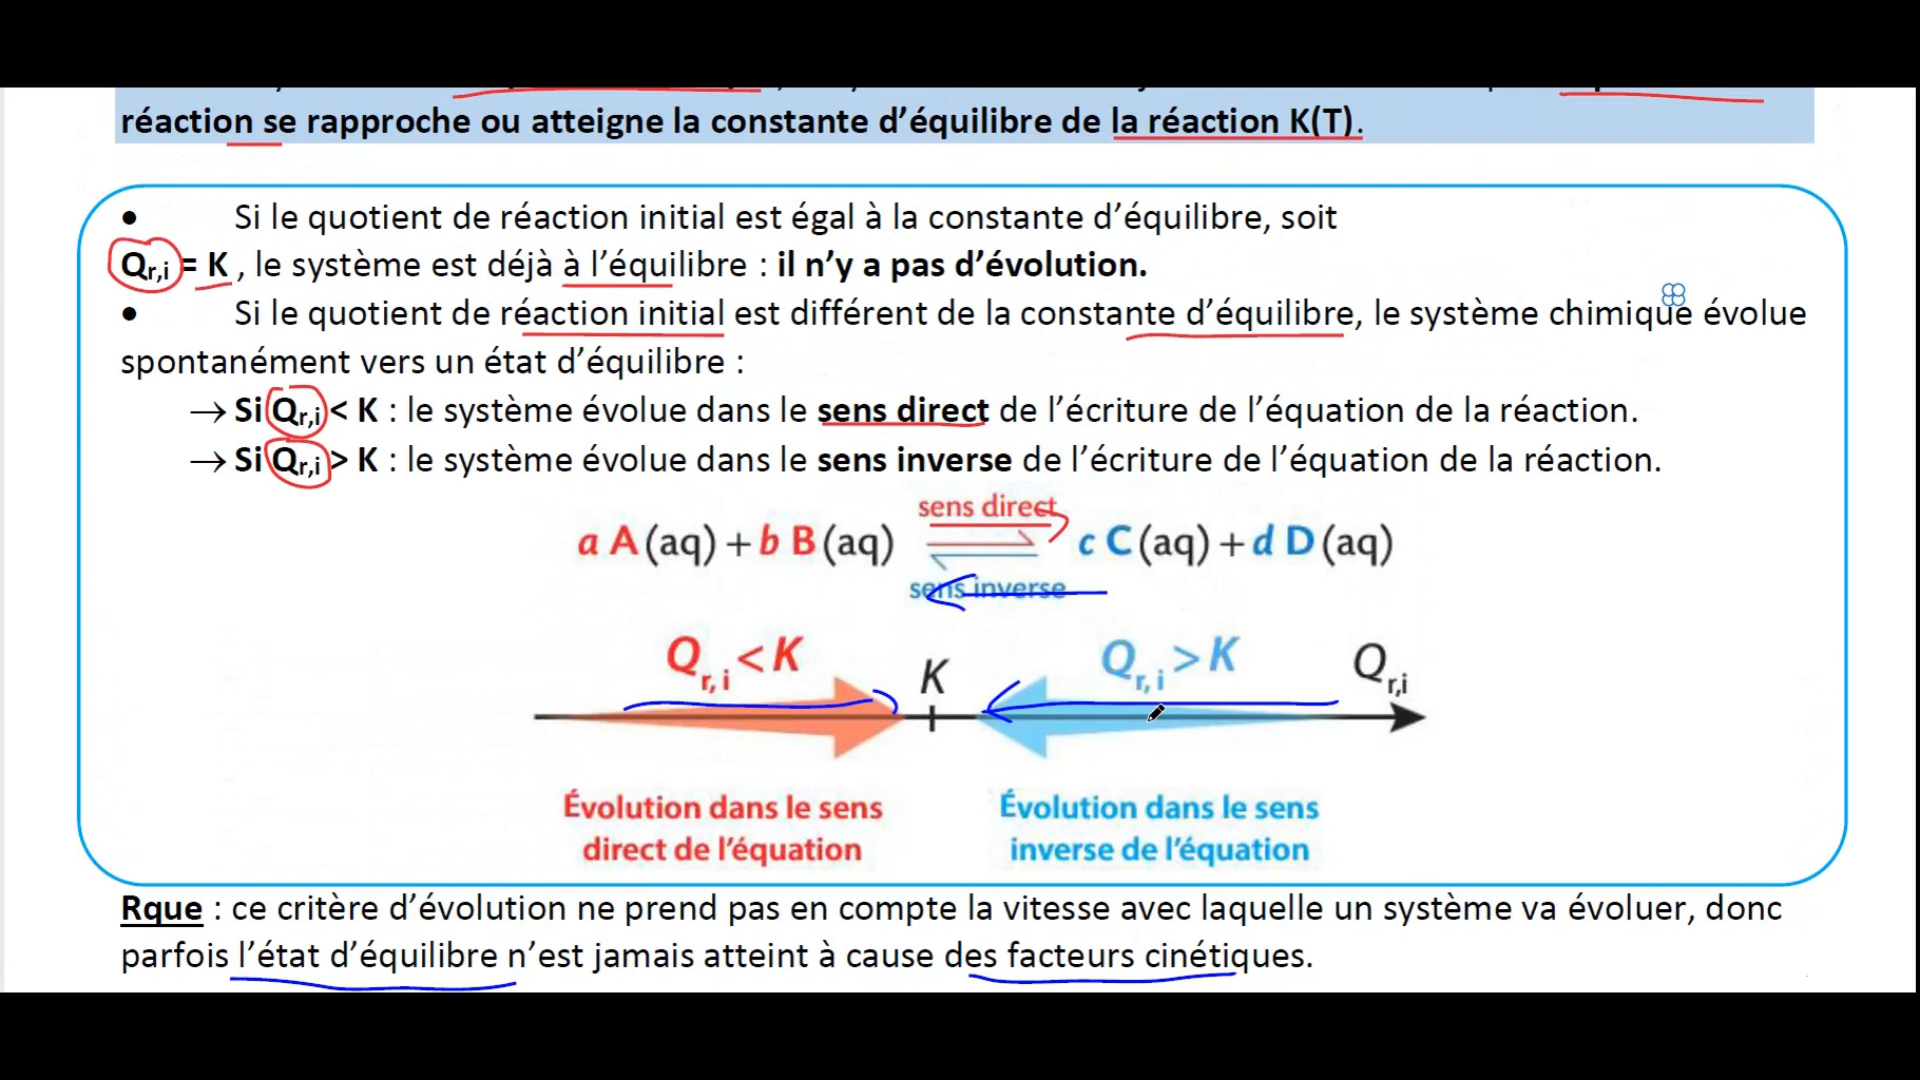 réaction se rapproche ou atteigne la constante d’équilibre de la réaction K(T).
• Si le quotient de réaction initial est égal à la constante d’équilibre, soit
Qr,i = K , le système est déjà à l’équilibre : il n’y a pas d’évolution.
• Si le quotient de réaction initial est différent de la constante d’équilibre, le système chimique évolue
spontanément vers un état d’équilibre :
→ Si Qr,i < K : le système évolue dans le sens direct de l’écriture de l’équation de la réaction.
→ Si Qr,i > K : le système évolue dans le sens inverse de l’écriture de l’équation de la réaction.
sens direct
a A (aq) + b B (aq) ⇌ c C (aq) + d D (aq)
sens inverse
Qr,i < K K Qr,i > K Qr,i
Évolution dans le sens
direct de l’équation
Évolution dans le sens
inverse de l’équation
Rque : ce critère d’évolution ne prend pas en compte la vitesse avec laquelle un système va évoluer, donc
parfois l’état d’équilibre n’est jamais atteint à cause des facteurs cinétiques.